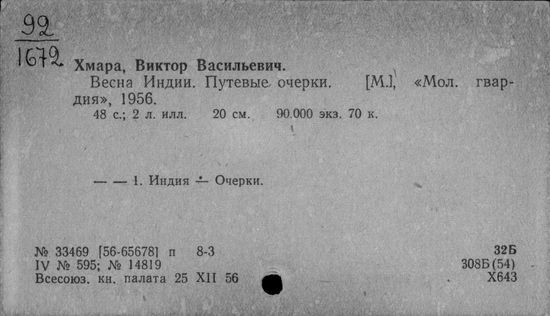 92
1672
Хмара, Виктор Васильевич.
Весна Индии. Путевые очерки. [М.], «Мол. гвар-
дия», 1956.
48 с.; 2 л. илл. 20 см. 90.000 экз. 70 к.
— — 1. Индия — Очерки.
№ 33469 [56-65678] п 8-3 32Б
IV № 595; № 14819 308Б(54)
Всесоюз. кн. палата 25 XII 56 Х643